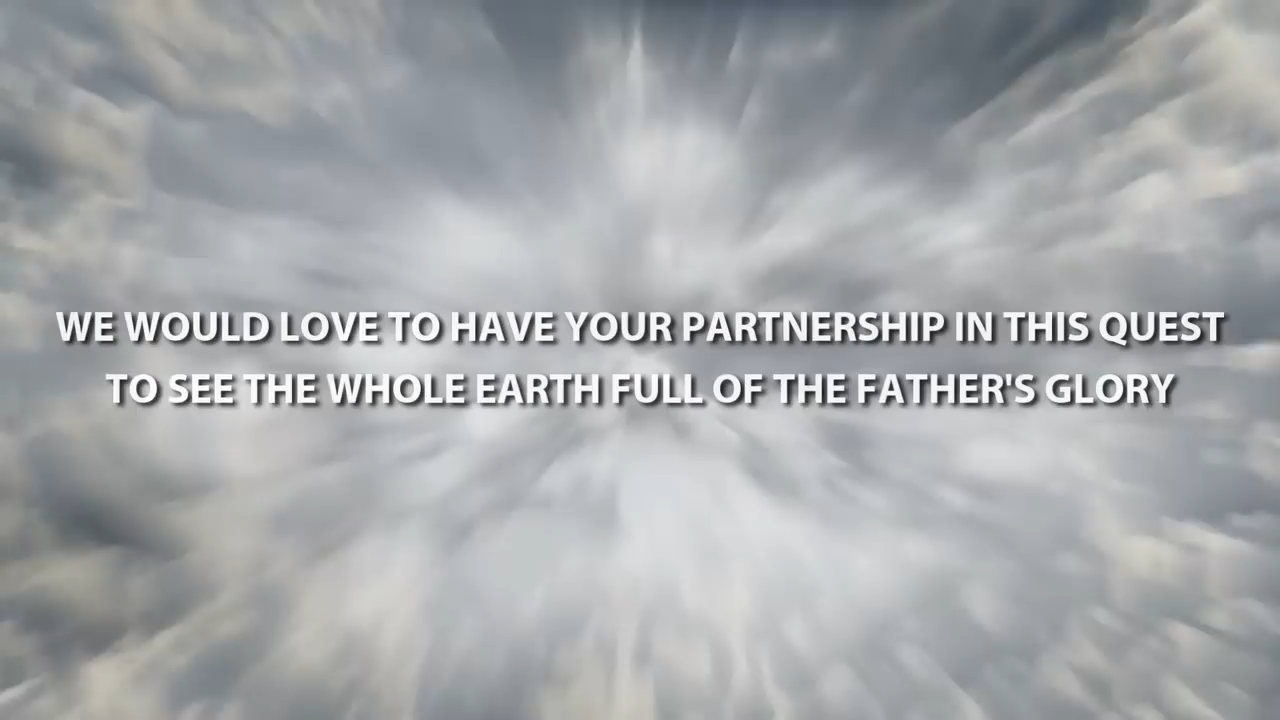 WE WOULD LOVE TO HAVE YOUR PARTNERSHIP IN THIS QUEST
TO SEE THE WHOLE EARTH FULL OF THE FATHER'S GLORY